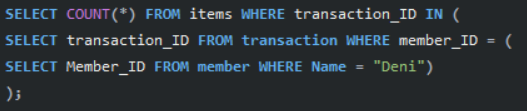 SELECT COUNT(*) FROM items WHERE transaction_ID IN (
SELECT transaction_ID FROM transaction WHERE member_ID = (
SELECT Member_ID FROM member WHERE Name = "Deni")
);